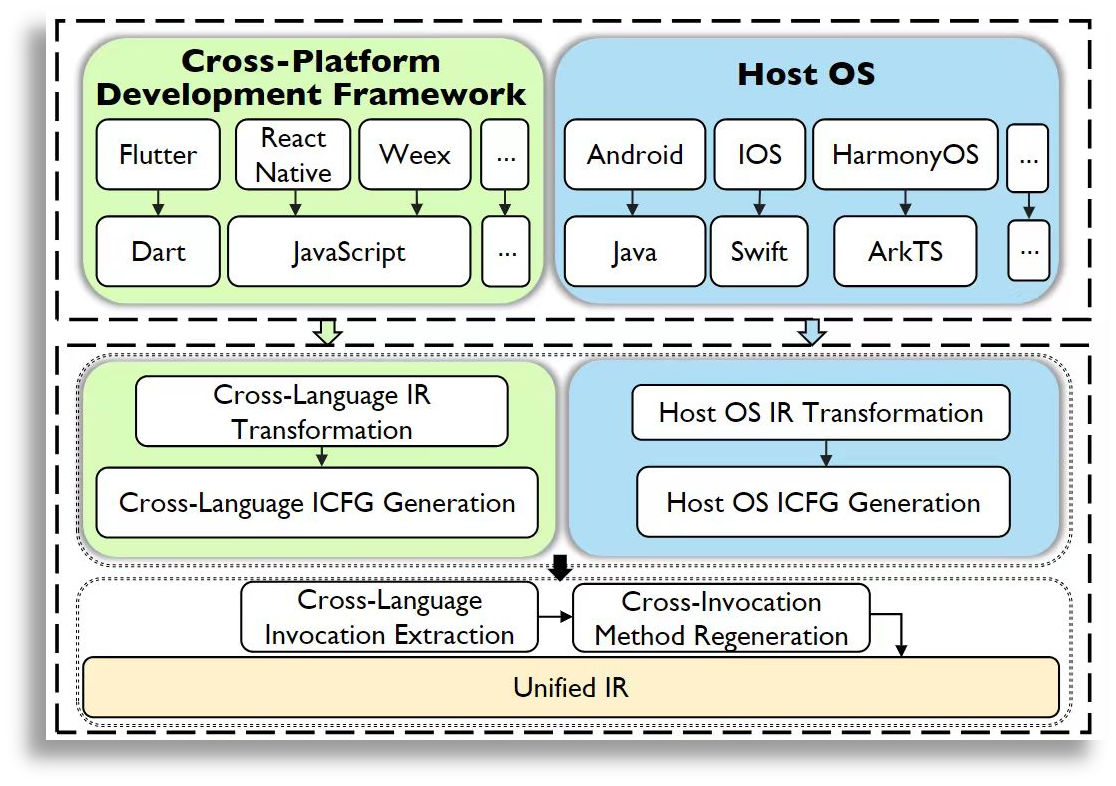 Cross-Platform
Development Framework
Host OS
Flutter
React
Native
Weex
...
Android
IOS
HarmonyOS
...
Dart
JavaScript
...
Java
Swift
ArkTS
...
Cross-Language IR
Transformation
Host OS IR Transformation
Cross-Language ICFG Generation
Host OS ICFG Generation
Cross-Language
Invocation Extraction
Cross-Invocation
Method Regeneration
Unified IR